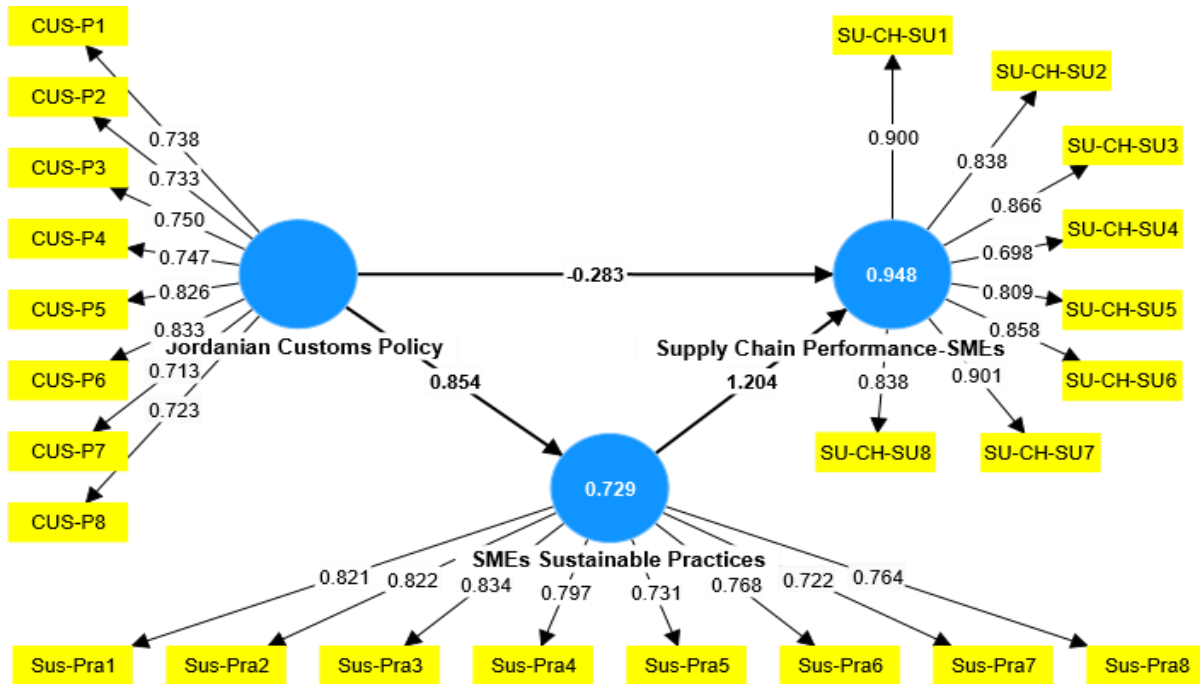 CUS-P1
CUS-P2
CUS-P3
CUS-P4
CUS-P5
CUS-P6
CUS-P7
CUS-P8
0.738
0.733
0.750
0.747
0.826
0.833
0.713
0.723
Jordanian Customs Policy
-0.283
0.854
1.204
SU-CH-SU1
SU-CH-SU2
SU-CH-SU3
SU-CH-SU4
SU-CH-SU5
SU-CH-SU6
SU-CH-SU7
SU-CH-SU8
0.900
0.838
0.866
0.698
0.809
0.858
0.901
0.838
0.948
Supply Chain Performance-SMEs
0.729
SMEs Sustainable Practices
0.821
0.822
0.834
0.797
0.731
0.768
0.722
0.764
Sus-Pra1
Sus-Pra2
Sus-Pra3
Sus-Pra4
Sus-Pra5
Sus-Pra6
Sus-Pra7
Sus-Pra8